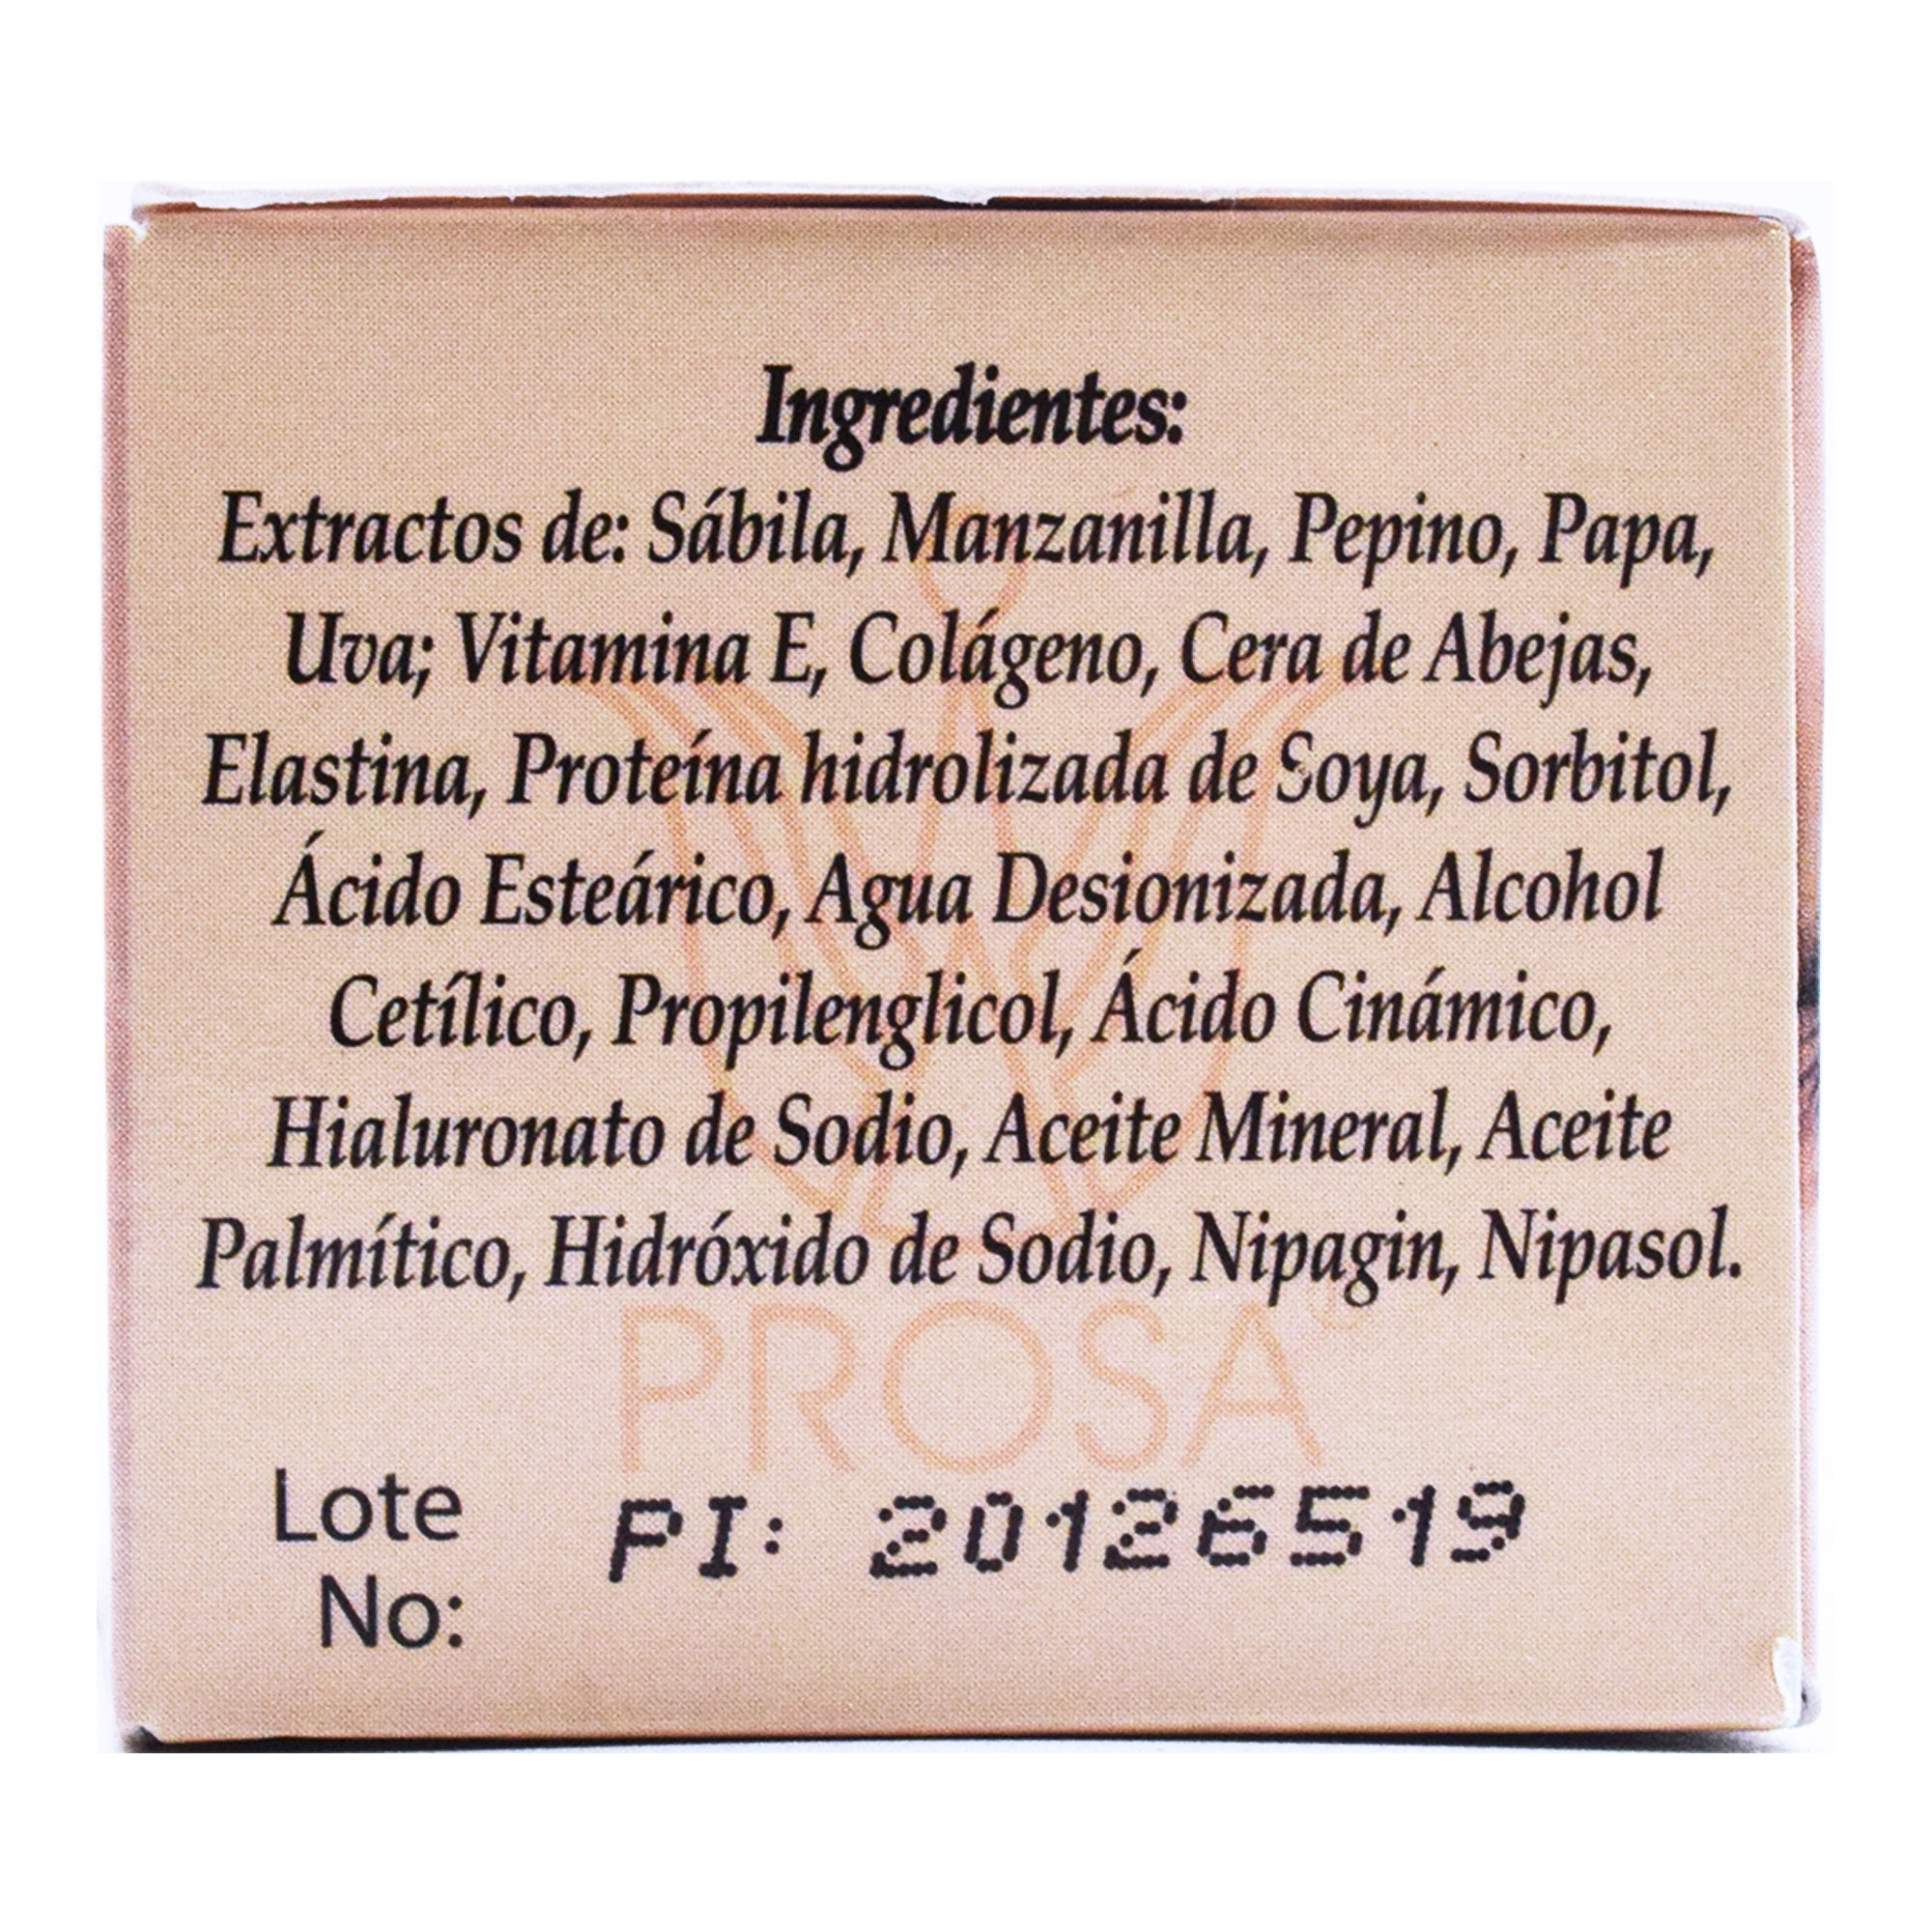 Ingredientes:
Extractos de: Sábila, Manzanilla, Pepino, Papa,
Uva; Vitamina E, Colágeno, Cera de Abejas,
Elastina, Proteína hidrolizada de Soya, Sorbitol,
Ácido Esteárico, Agua Desionizada, Alcohol
Cetílico, Propilenglicol, Ácido Cinámico,
Hialuronato de Sodio, Aceite Mineral, Aceite
Palmítico, Hidróxido de Sodio, Nipagin, Nipasol.
PROSA®
Lote
No:
PI: 20126519